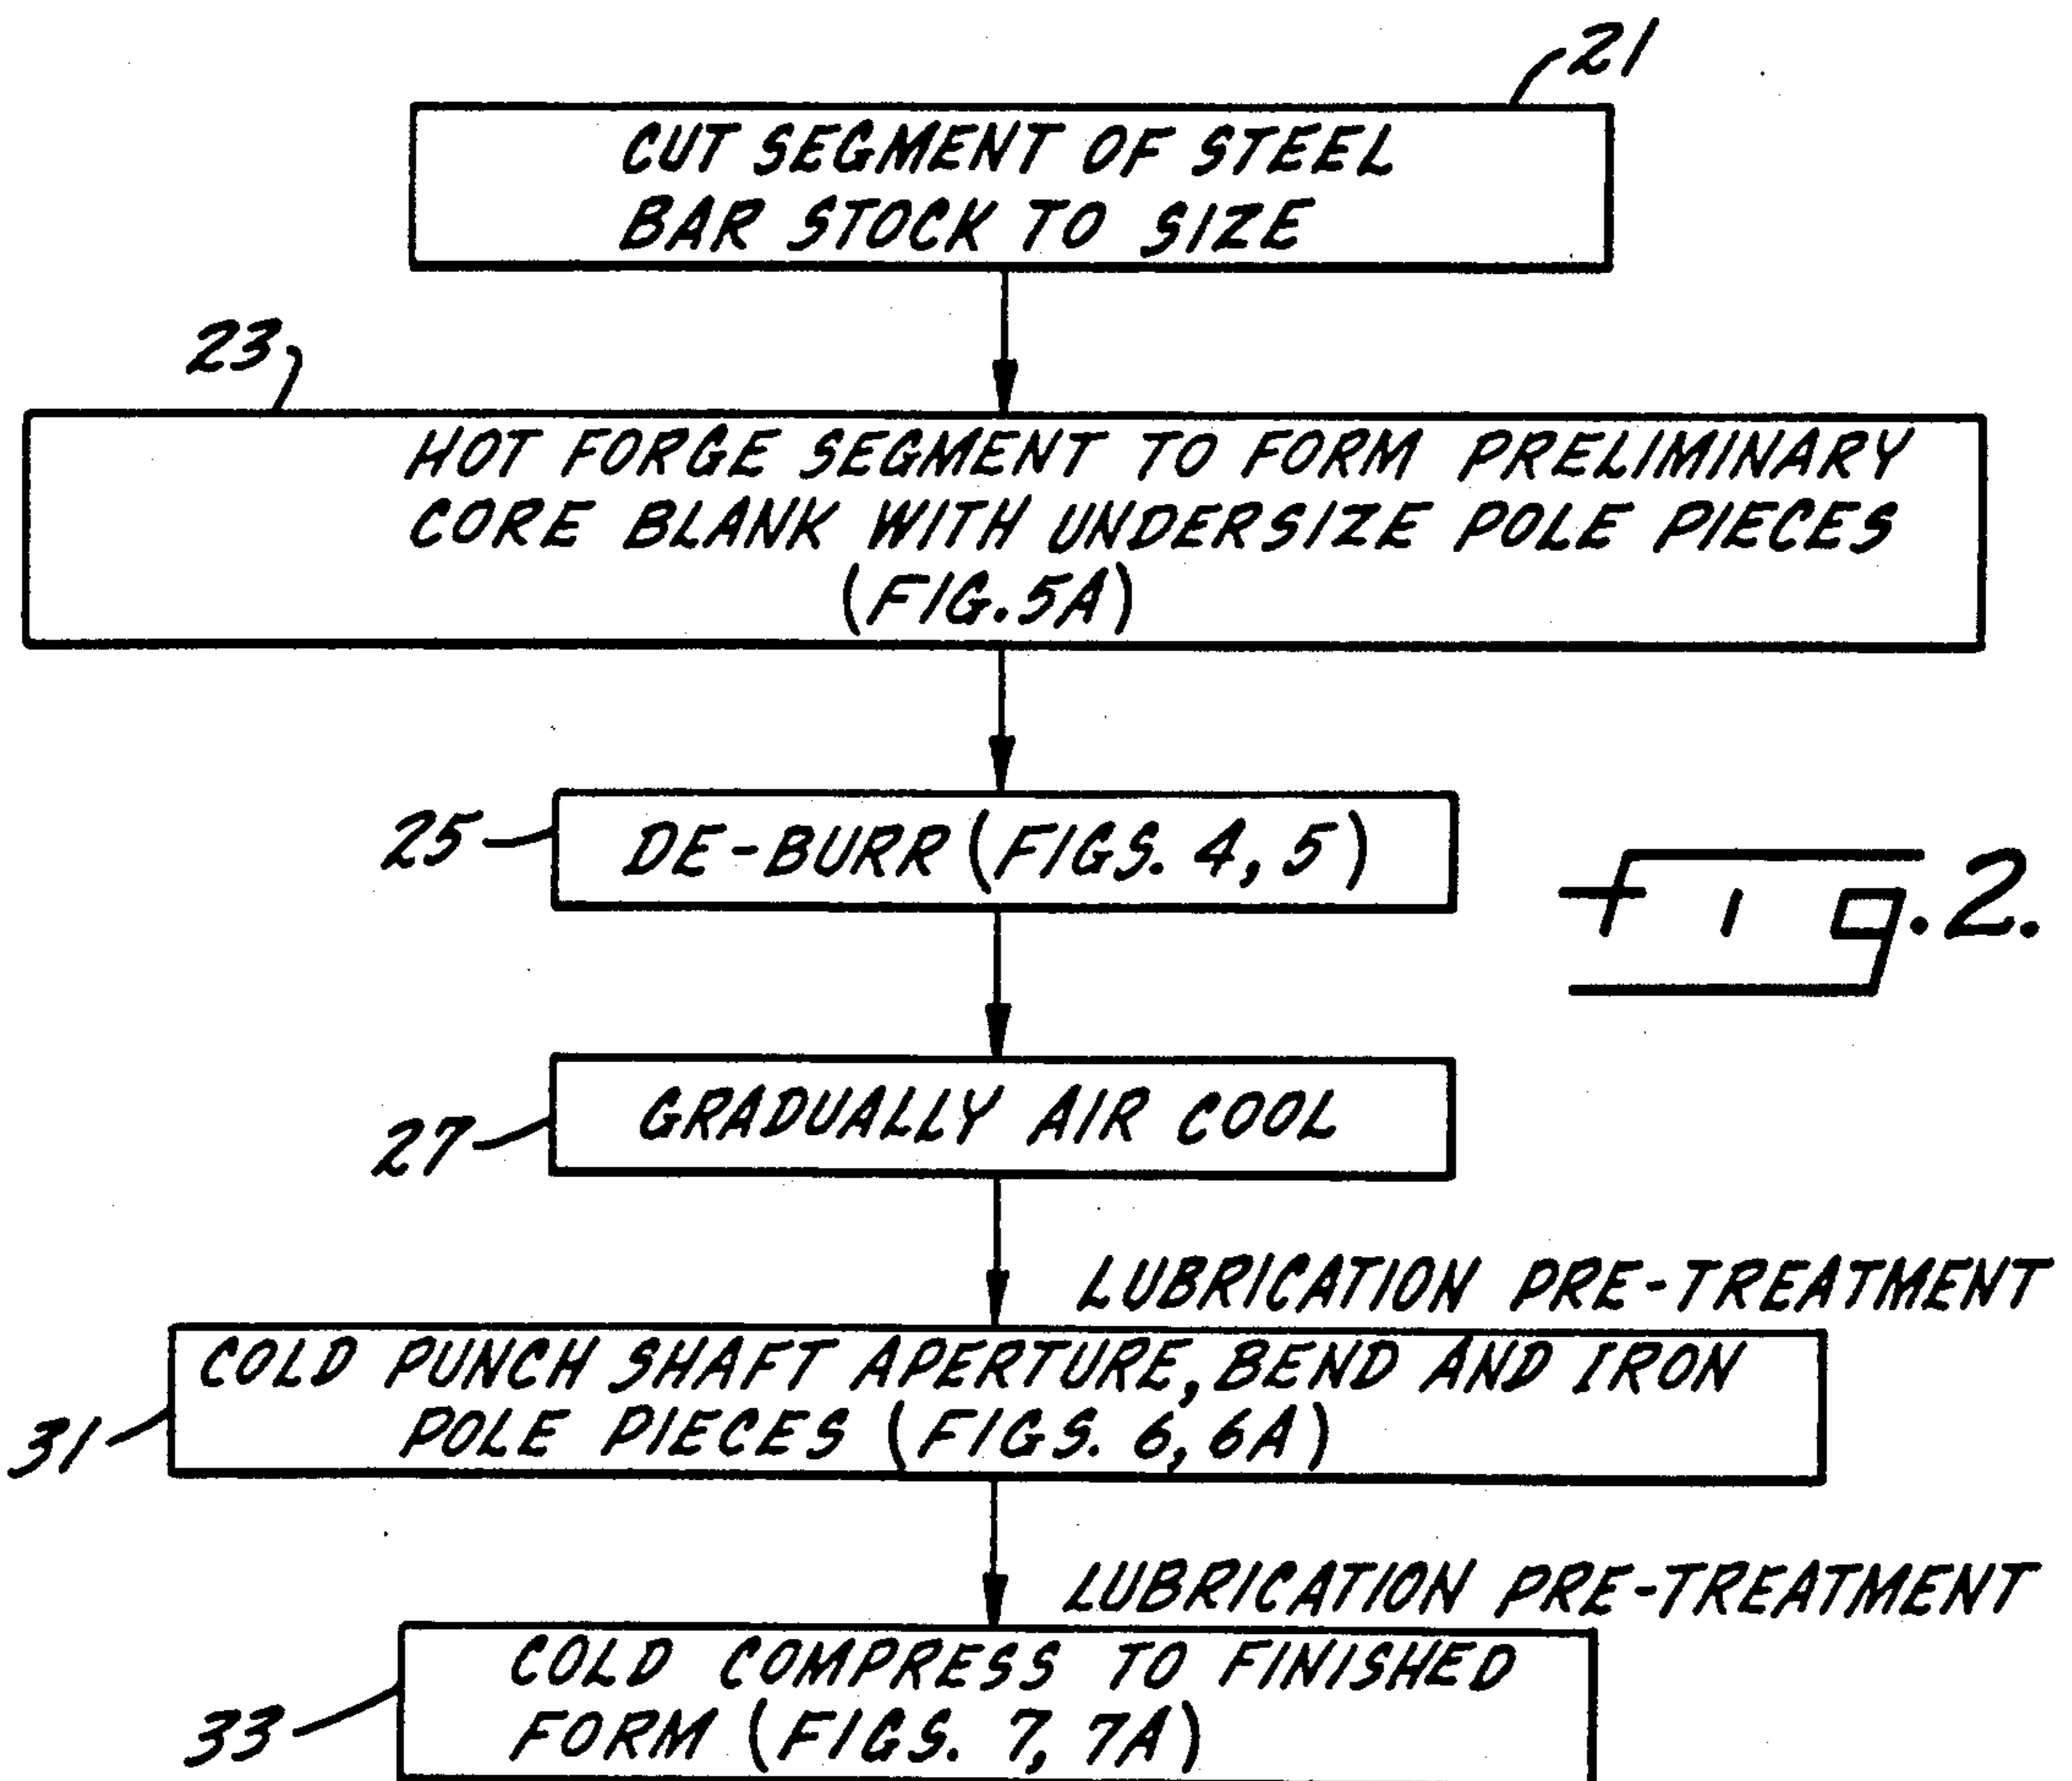 21
CUT SEGMENT OF STEEL
BAR STOCK TO SIZE
23
HOT FORGE SEGMENT TO FORM PRELIMINARY
CORE BLANK WITH UNDERSIZE POLE PIECES
(FIG. 5A)
25
DE-BURR (FIGS. 4, 5)
Fig. 2.
27
GRADUALLY AIR COOL
LUBRICATION PRE-TREATMENT
31
COLD PUNCH SHAFT APERTURE, BEND AND IRON
POLE PIECES (FIGS. 6, 6A)
LUBRICATION PRE-TREATMENT
33
COLD COMPRESS TO FINISHED
FORM (FIGS. 7, 7A)